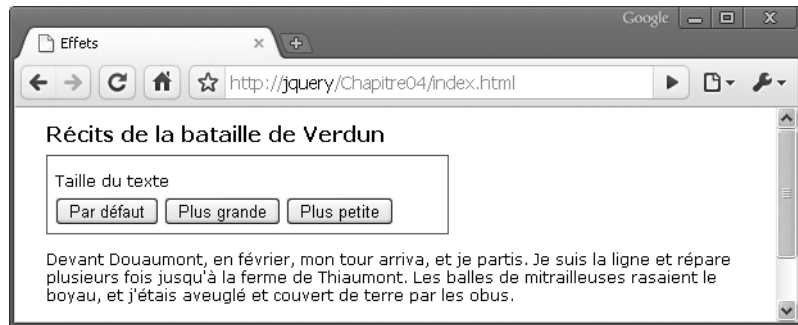 Google
Effets
http://jquery/Chapitre04/index.html
Récits de la bataille de Verdun
Taille du texte
Par défaut Plus grande Plus petite
Devant Douaumont, en février, mon tour arriva, et je partis. Je suis la ligne et répare
plusieurs fois jusqu'à la ferme de Thiaumont. Les balles de mitrailleuses rasaient le
boyau, et j'étais aveuglé et couvert de terre par les obus.